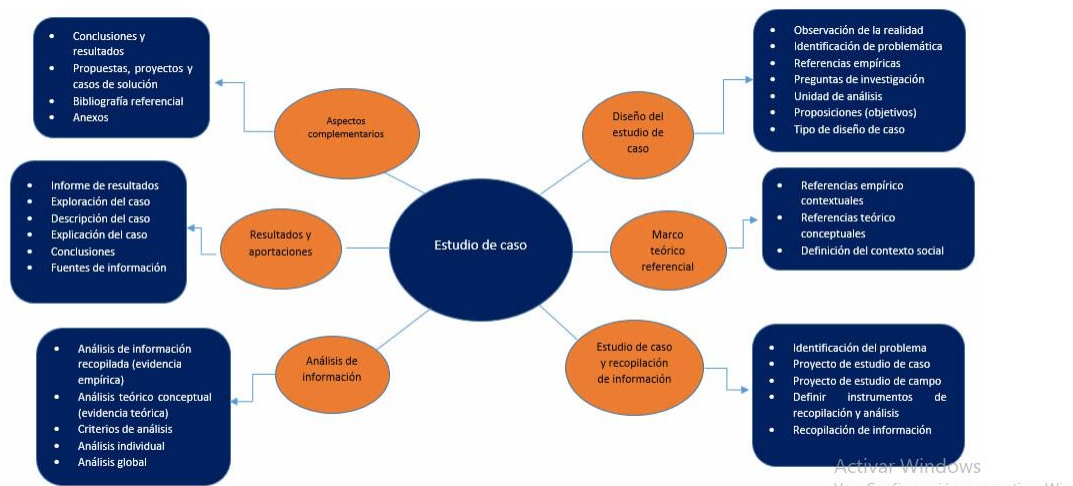 Conclusiones y
resultados
Propuestas, proyectos y
casos de solución
Bibliografía referencial
Anexos
Aspectos
complementarios
Diseño del
estudio de
caso
Observación de la realidad
Identificación de problemática
Referencias empíricas
Preguntas de investigación
Unidad de análisis
Proposiciones (objetivos)
Tipo de diseño de caso
Informe de resultados
Exploración del caso
Descripción del caso
Explicación del caso
Conclusiones
Fuentes de información
Resultados y
aportaciones
Estudio de caso
Marco
teórico
referencial
Referencias empírico
contextuales
Referencias teórico
conceptuales
Definición del contexto social
Análisis de información
recopilada (evidencia
empírica)
Análisis teórico conceptual
(evidencia teórica)
Criterios de análisis
Análisis individual
Análisis global
Análisis de
información
Estudio de caso
y recopilación
de información
Identificación del problema
Proyecto de estudio de caso
Proyecto de estudio de campo
Definir instrumentos de
recopilación y análisis
Recopilación de información
Activar Windows